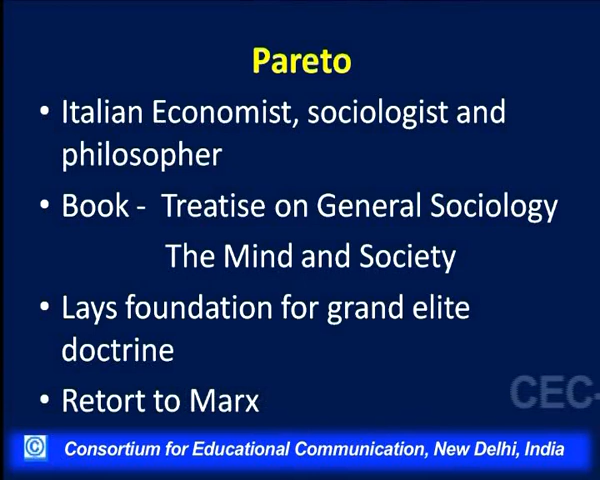 Pareto
• Italian Economist, sociologist and
philosopher
• Book - Treatise on General Sociology
The Mind and Society
• Lays foundation for grand elite
doctrine
• Retort to Marx
CEC-
© Consortium for Educational Communication, New Delhi, India